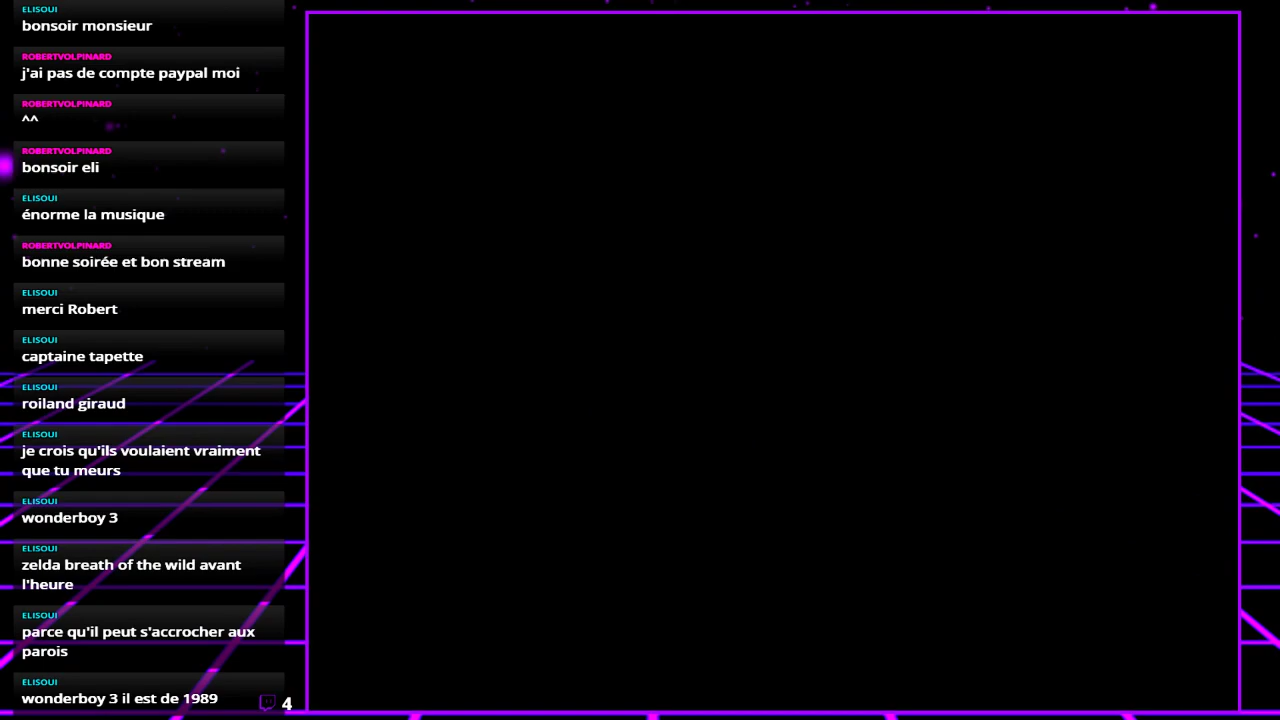 ELISOUI
bonsoir monsieur
ROBERTVOLPINARD
j'ai pas de compte paypal moi
ROBERTVOLPINARD
^^
ROBERTVOLPINARD
bonsoir eli
ELISOUI
énorme la musique
ROBERTVOLPINARD
bonne soirée et bon stream
ELISOUI
merci Robert
ELISOUI
captaine tapette
ELISOUI
roiland giraud
ELISOUI
je crois qu'ils voulaient vraiment
que tu meurs
ELISOUI
wonderboy 3
ELISOUI
zelda breath of the wild avant
l'heure
ELISOUI
parce qu'il peut s'accrocher aux
parois
ELISOUI
wonderboy 3 il est de 1989
4